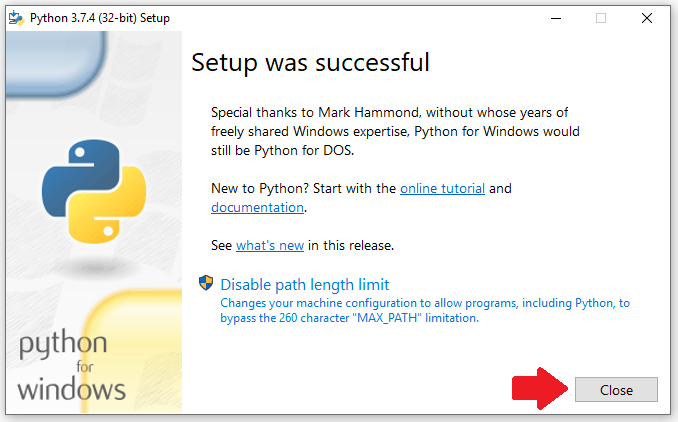 Python 3.7.4 (32-bit) Setup
Setup was successful
Special thanks to Mark Hammond, without whose years of
freely shared Windows expertise, Python for Windows would
still be Python for DOS.
New to Python? Start with the online tutorial and
documentation.
See what's new in this release.
Disable path length limit
Changes your machine configuration to allow programs, including Python, to
bypass the 260 character "MAX_PATH" limitation.
python
for
windows
Close